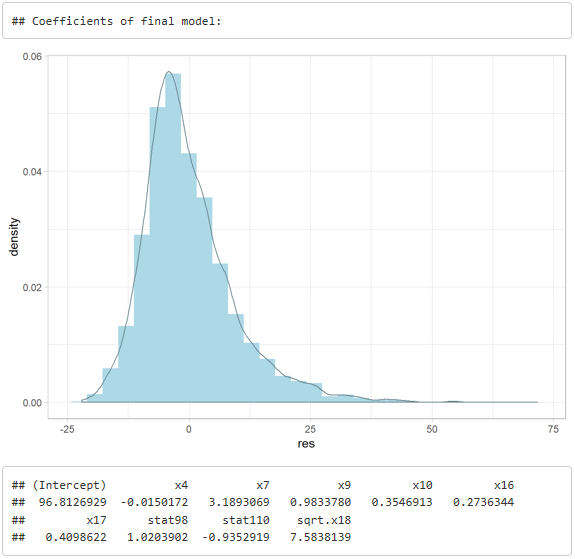 ## Coefficients of final model:
0.06
0.04
0.02
0.00
density
-25
0
25
50
75
res
## (Intercept) x4 x7 x9 x10 x16
## 96.8126929 -0.0150172 3.1893069 0.9833780 0.3546913 0.2736344
## x17 stat98 stat110 sqrt.x18
## 0.4098622 1.0203902 -0.9352919 7.5838139